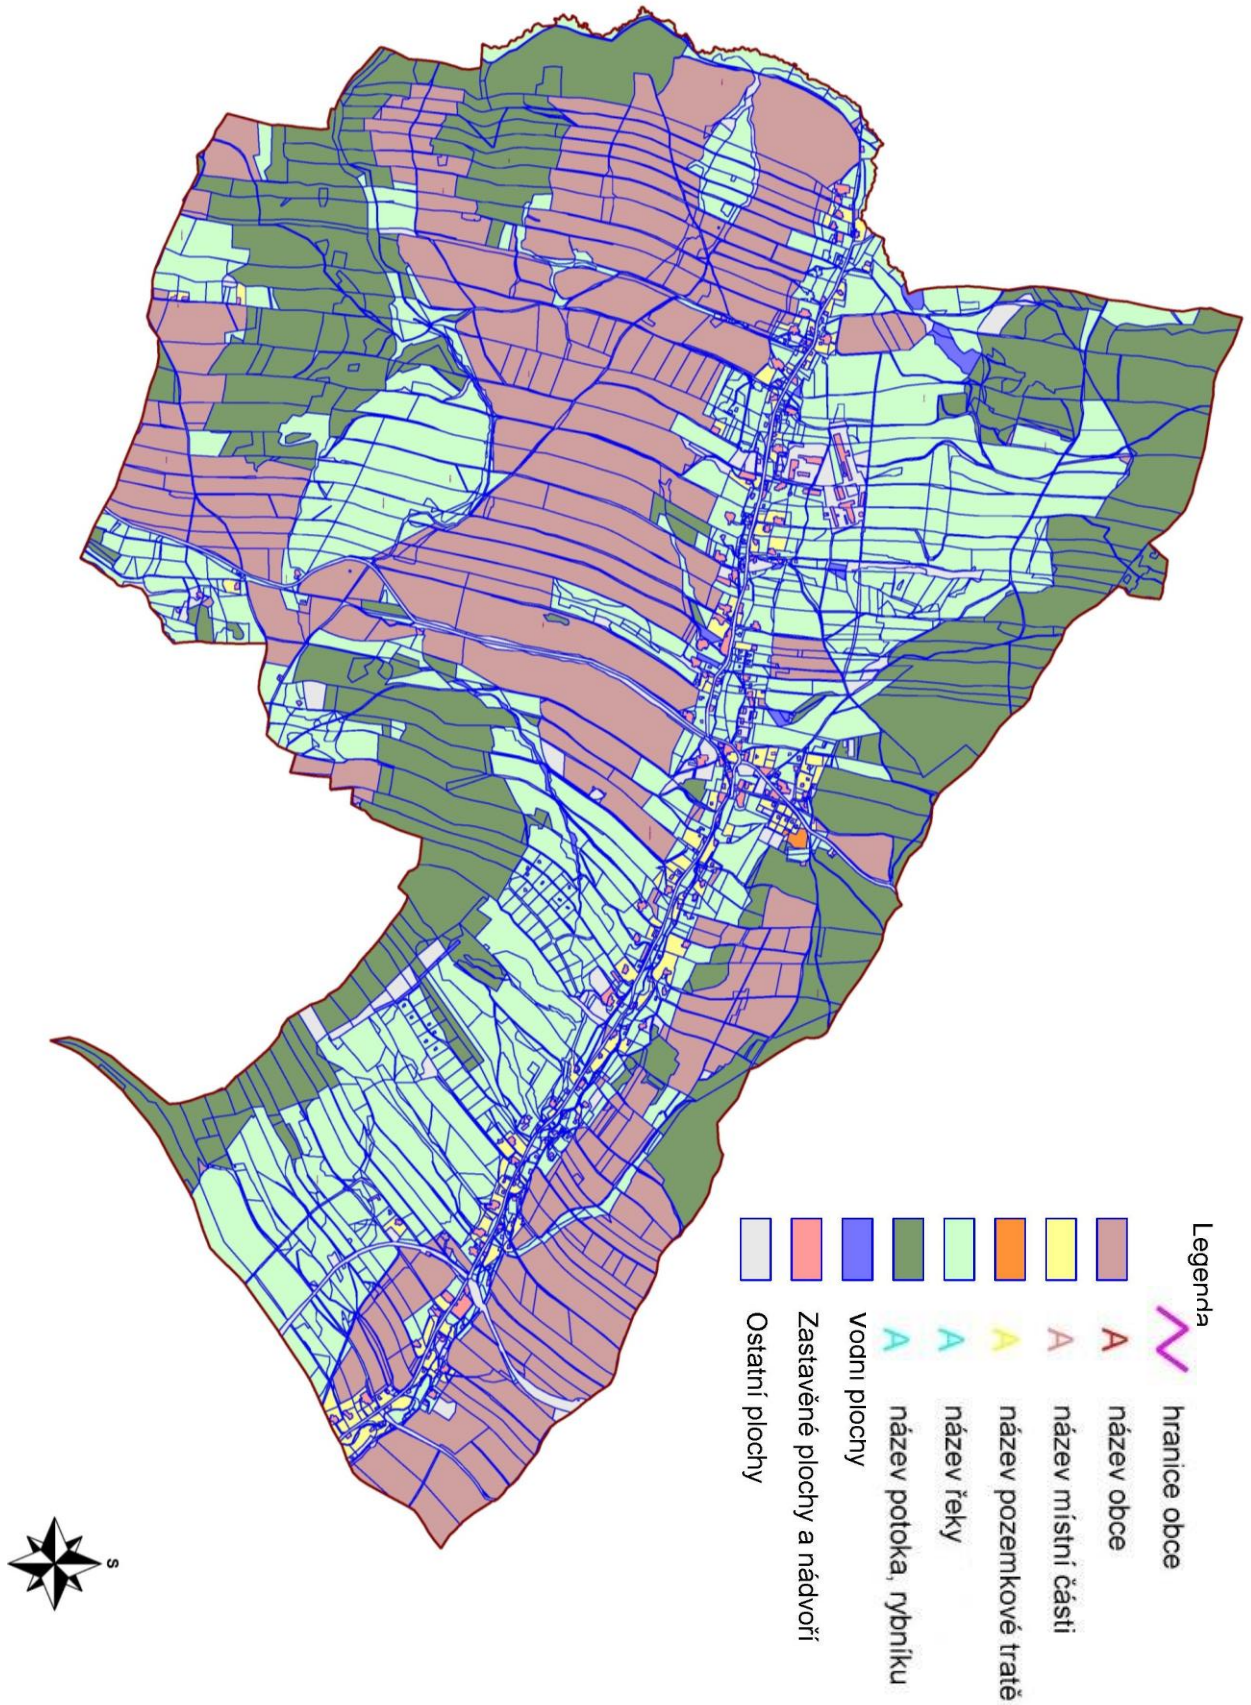 Legenda
hranice obce
A název obce
A název místní části
A název pozemkové tratě
A název řeky
A název potoka, rybníku
Vodní plochy
Zastavěné plochy a nádvoří
Ostatní plochy
s